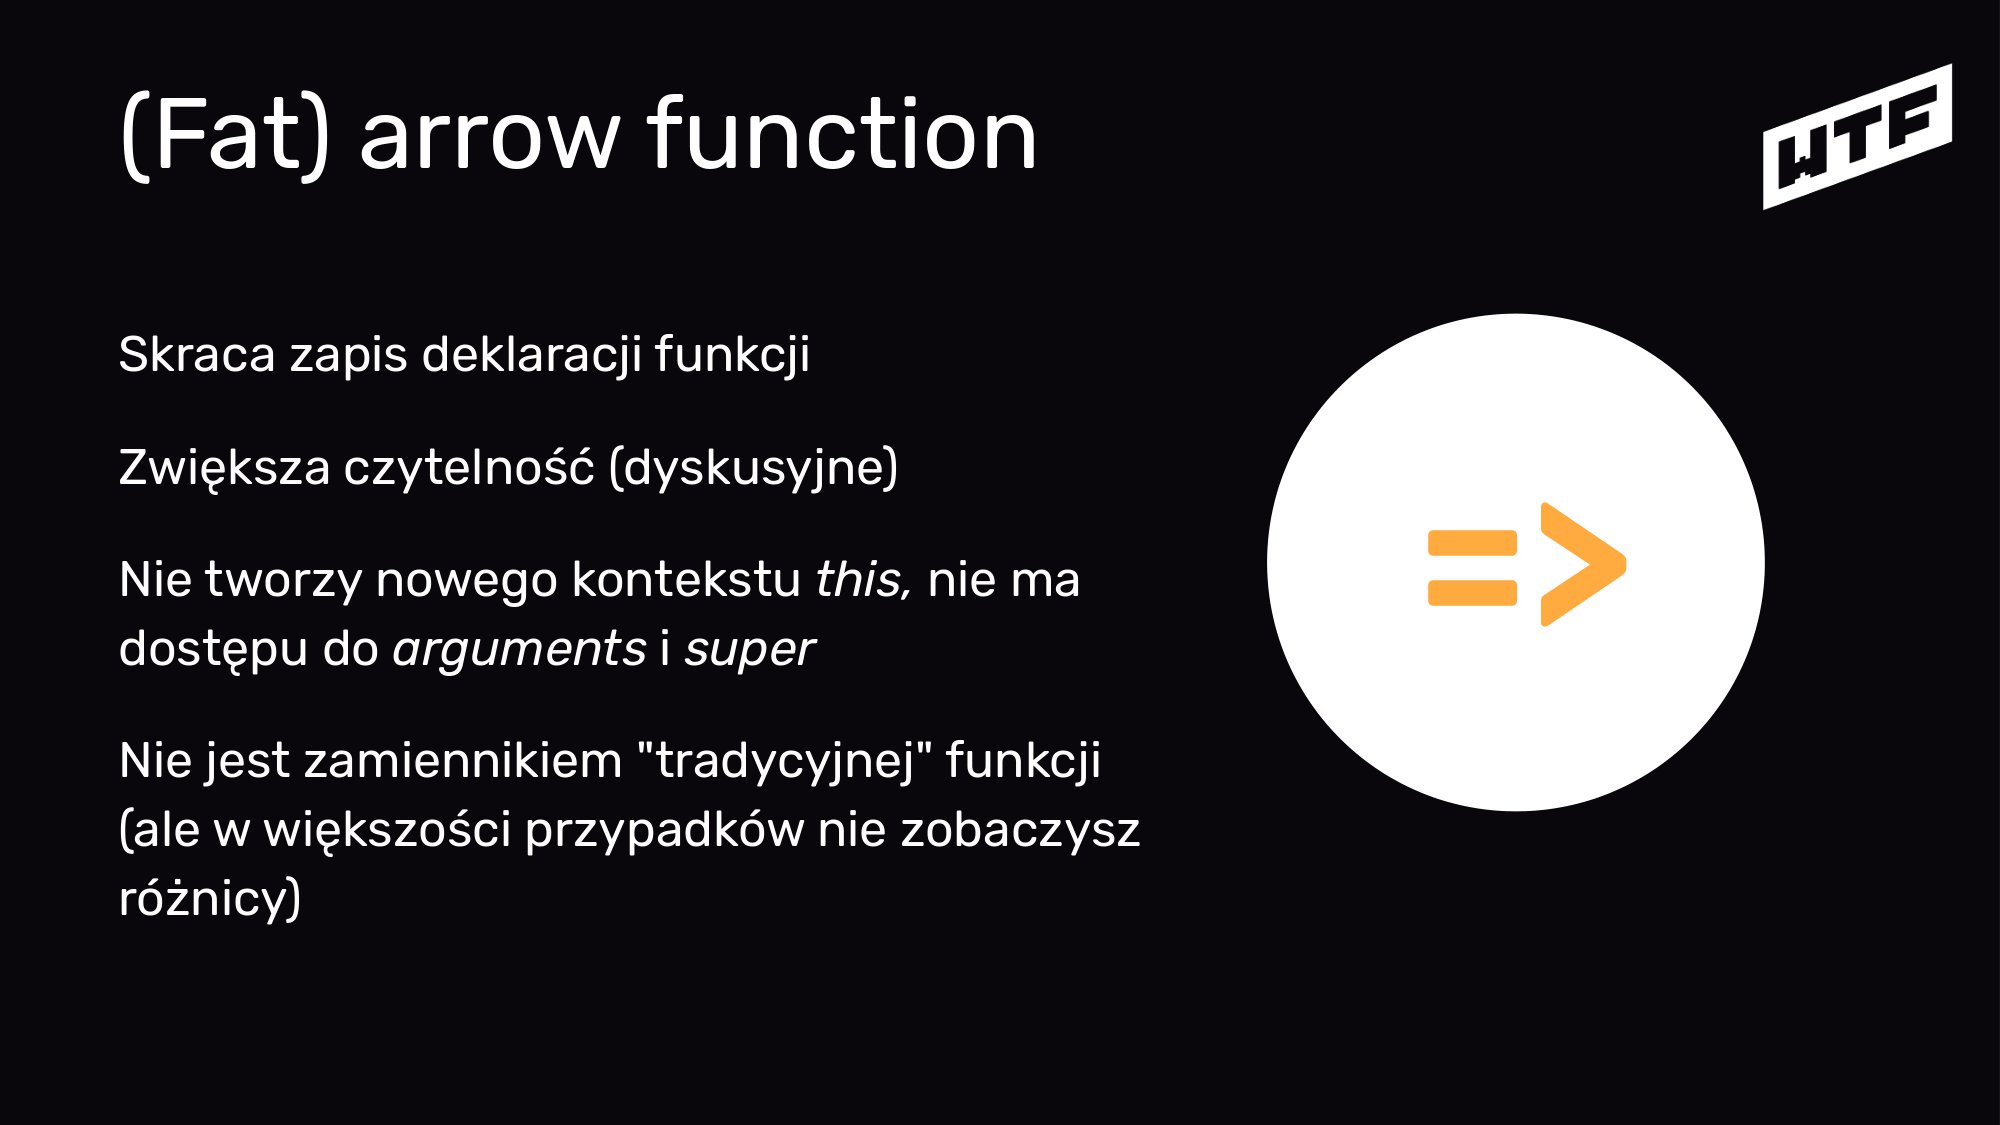 (Fat) arrow function
WTF
Skraca zapis deklaracji funkcji
Zwiększa czytelność (dyskusyjne)
Nie tworzy nowego kontekstu this, nie ma
dostępu do arguments i super
Nie jest zamiennikiem "tradycyjnej" funkcji
(ale w większości przypadków nie zobaczysz
różnicy)
=>